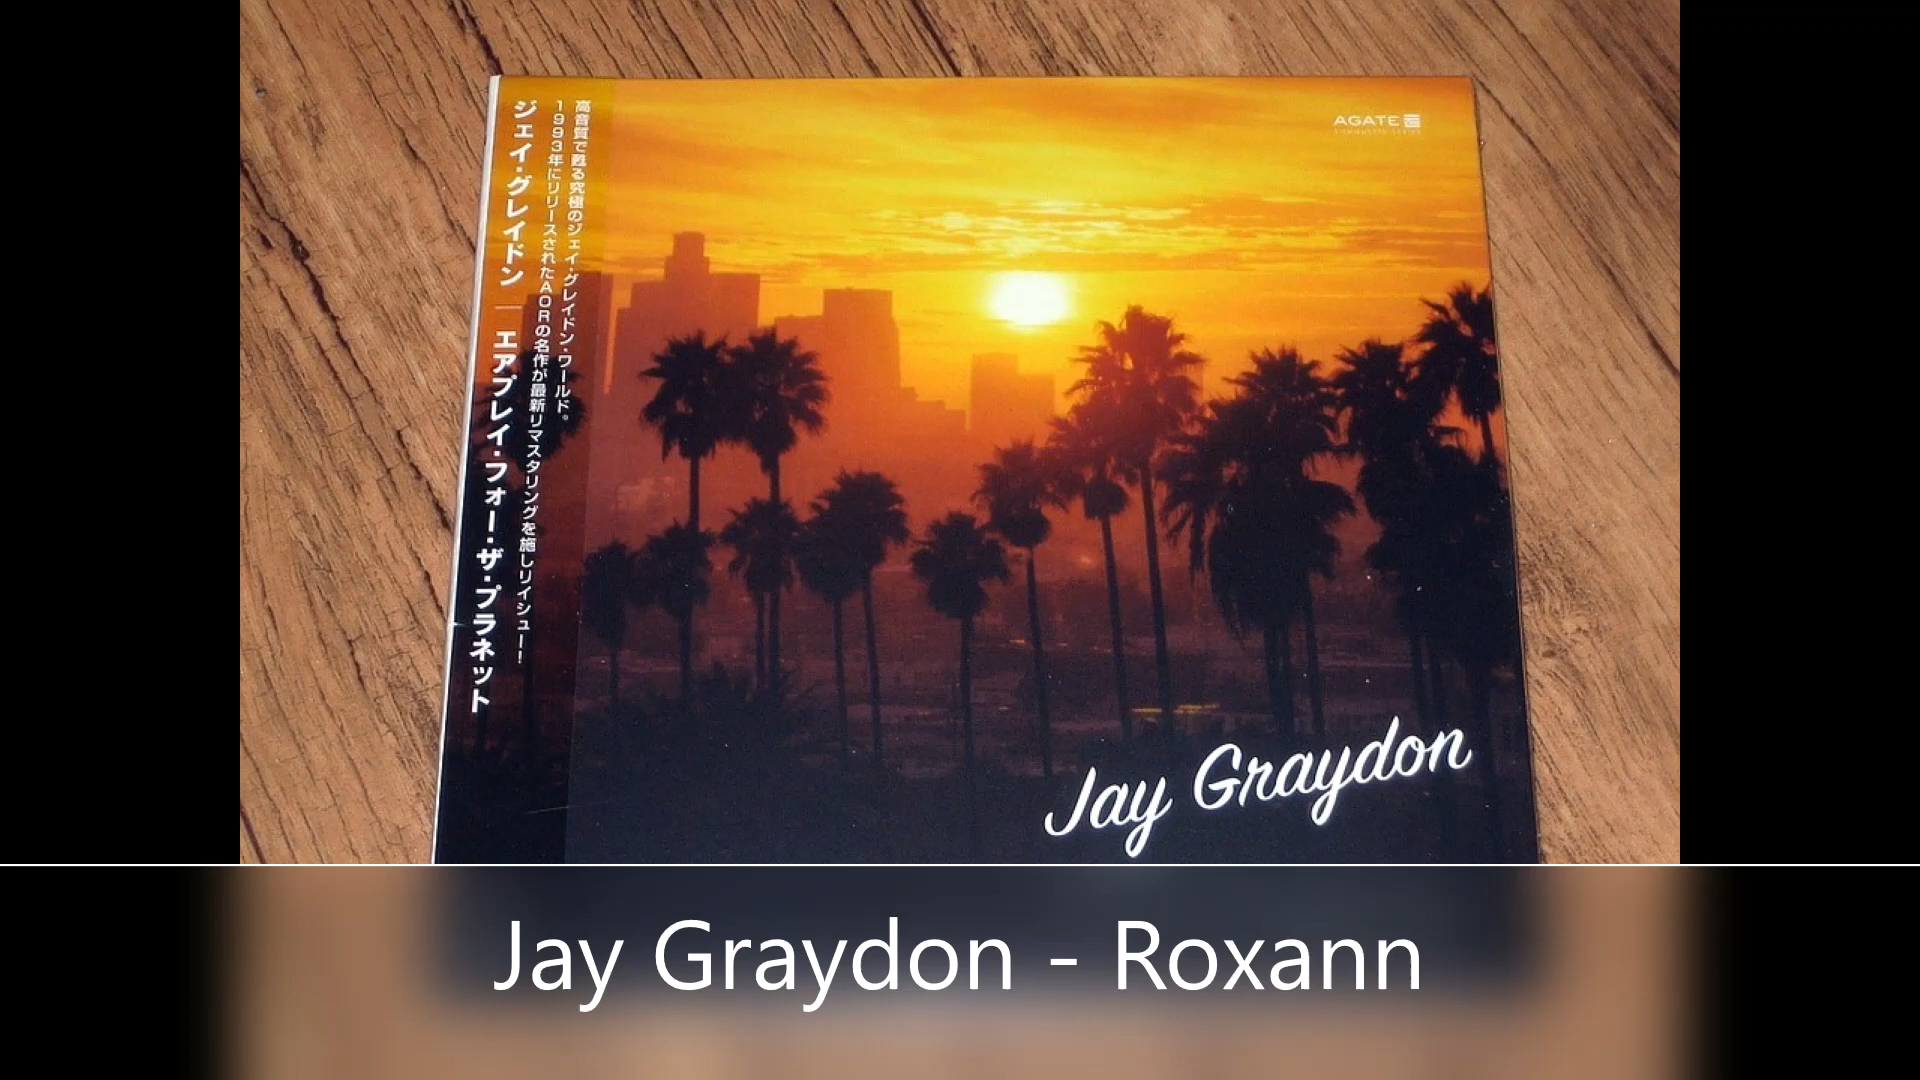 高音質で甦る究極のジェイ・グレイドン・ワールド。
1993年にリリースされたAORの名作が最新リマスタリングを施しリイシュー!
ジェイ・グレイドン｜エアプレイ・フォー・ザ・プラネット
AGATE
Jay Graydon
Jay Graydon - Roxann